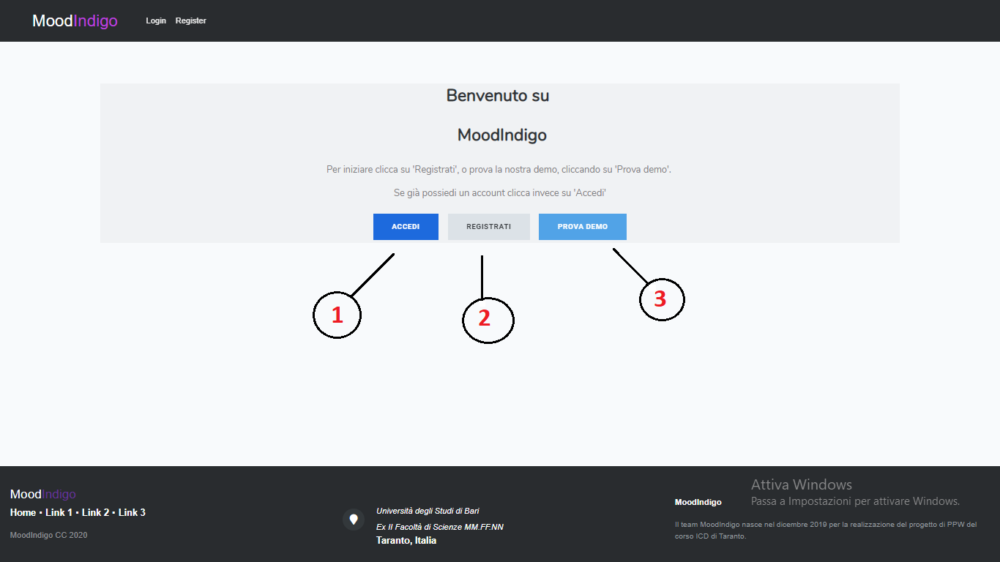 MoodIndigo
Login Register
Benvenuto su
MoodIndigo
Per iniziare clicca su 'Registrati', o prova la nostra demo, cliccando su 'Prova demo'.
Se già possiedi un account clicca invece su 'Accedi'
ACCEDI
REGISTRATI
PROVA DEMO
1
2
3
MoodIndigo
Home • Link 1 • Link 2 • Link 3
MoodIndigo CC 2020
Università degli Studi di Bari
Ex II Facoltà di Scienze MM.FF.NN
Taranto, Italia
Attiva Windows
Passa a Impostazioni per attivare Windows.
MoodIndigo
Il team MoodIndigo nasce nel dicembre 2019 per la realizzazione del progetto di PPW del
corso ICD di Taranto.